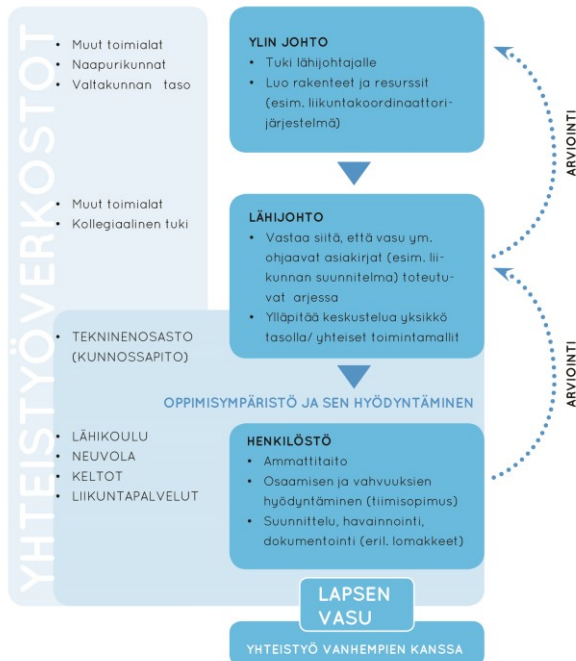 YHTEISTYÖVERKOSTOT
• Muut toimialat
• Naapurikunnat
• Valtakunnan taso
YLIN JOHTO
• Tuki lähijohtajalle
• Luo rakenteet ja resurssit
(esim. liikuntakoordinaattori-
järjestelmä)
ARVIOINTI
• Muut toimialat
• Kollegiaalinen tuki
LÄHIJOHTO
• Vastaa siitä, että vasu ym.
ohjaavat asiakirjat (esim. lii-
kunnan suunnitelma) toteutu-
vat arjessa
• Ylläpitää keskustelua yksikkö
tasolla/ yhteiset toimintamallit
• TEKNINENOSASTO
(KUNNOSSAPITO)
ARVIOINTI
OPPIMISYMPÄRISTÖ JA SEN HYÖDYNTÄMINEN
• LÄHIKOULU
• NEUVOLA
• KELTOT
• LIIKUNTAPALVELUT
HENKILÖSTÖ
• Ammattitaito
• Osaamisen ja vahvuuksien
hyödyntäminen (tiimisopimus)
• Suunnittelu, havainnointi,
dokumentointi (eril. lomakkeet)
LAPSEN
VASU
YHTEISTYÖ VANHEMPIEN KANSSA